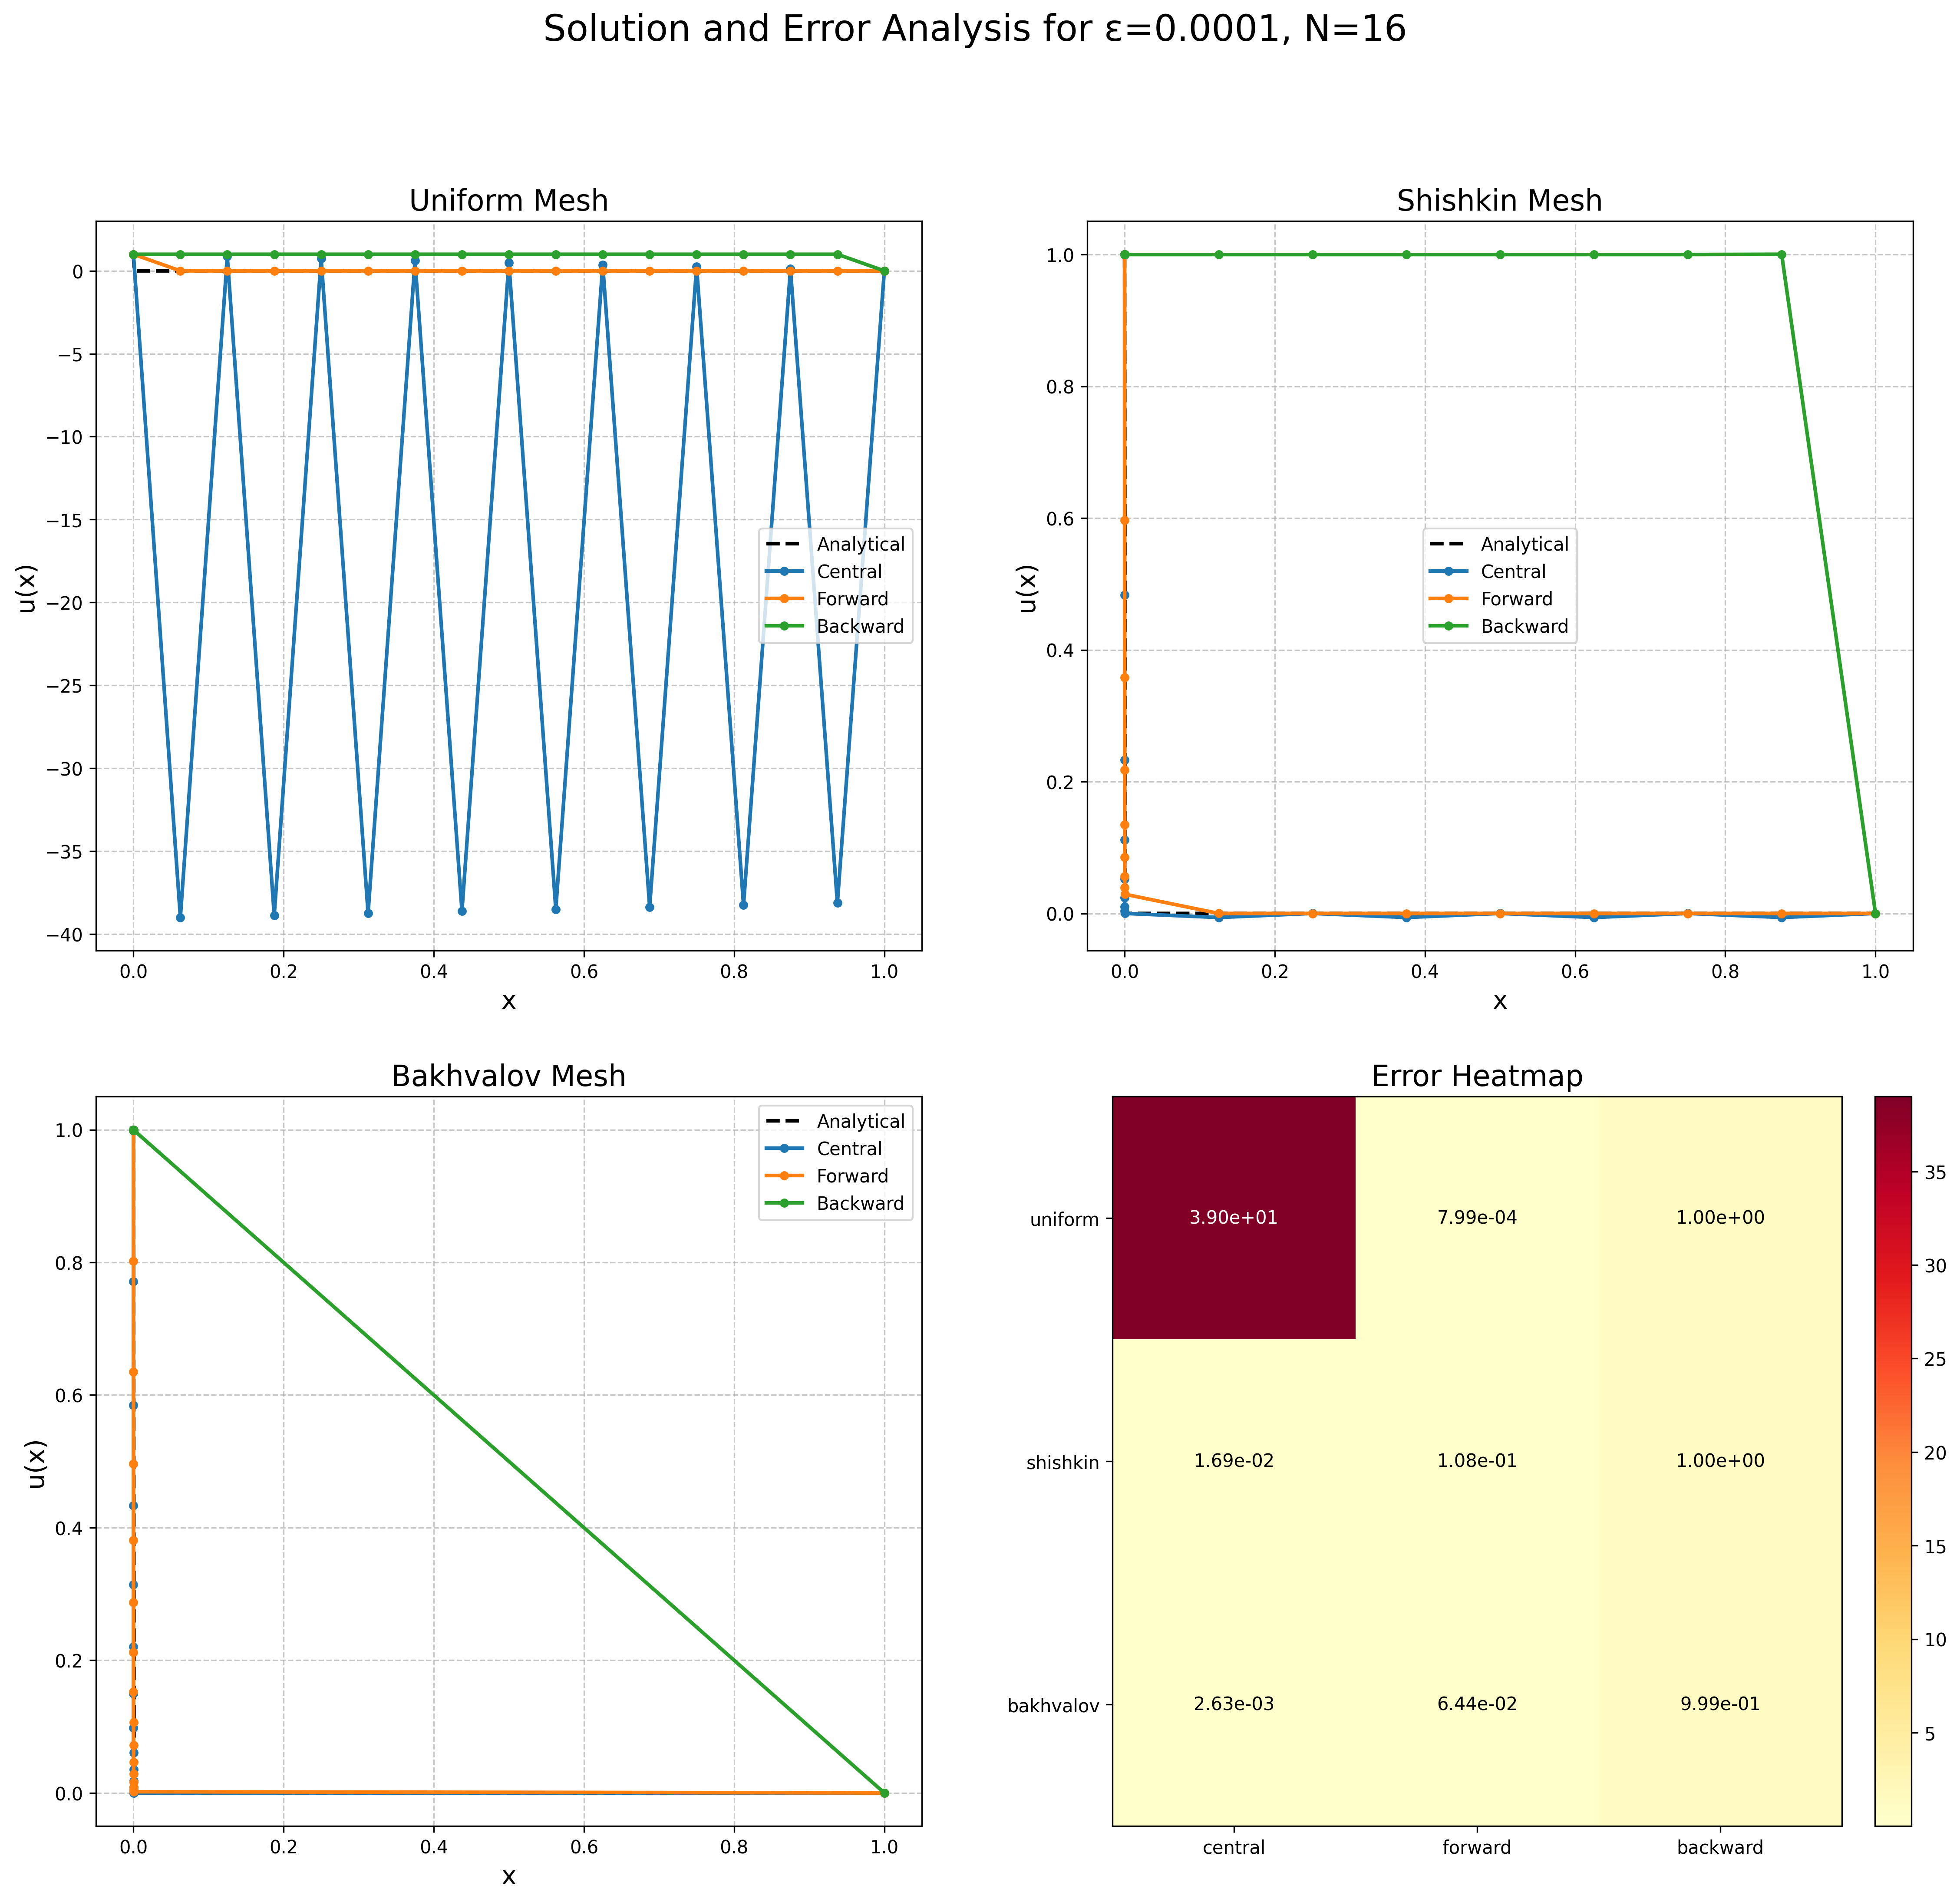 Solution and Error Analysis for ε=0.0001, N=16
Uniform Mesh
u(x)
0
−5
−10
−15
−20
−25
−30
−35
−40
Analytical
Central
Forward
Backward
0.0 0.2 0.4 0.6 0.8 1.0
x
Shishkin Mesh
u(x)
1.0
0.8
0.6
0.4
0.2
0.0
Analytical
Central
Forward
Backward
0.0 0.2 0.4 0.6 0.8 1.0
x
Bakhvalov Mesh
u(x)
1.0
0.8
0.6
0.4
0.2
0.0
Analytical
Central
Forward
Backward
0.0 0.2 0.4 0.6 0.8 1.0
x
Error Heatmap
uniform 3.90e+01 7.99e-04 1.00e+00
shishkin 1.69e-02 1.08e-01 1.00e+00
bakhvalov 2.63e-03 6.44e-02 9.99e-01
central forward backward
35
30
25
20
15
10
5